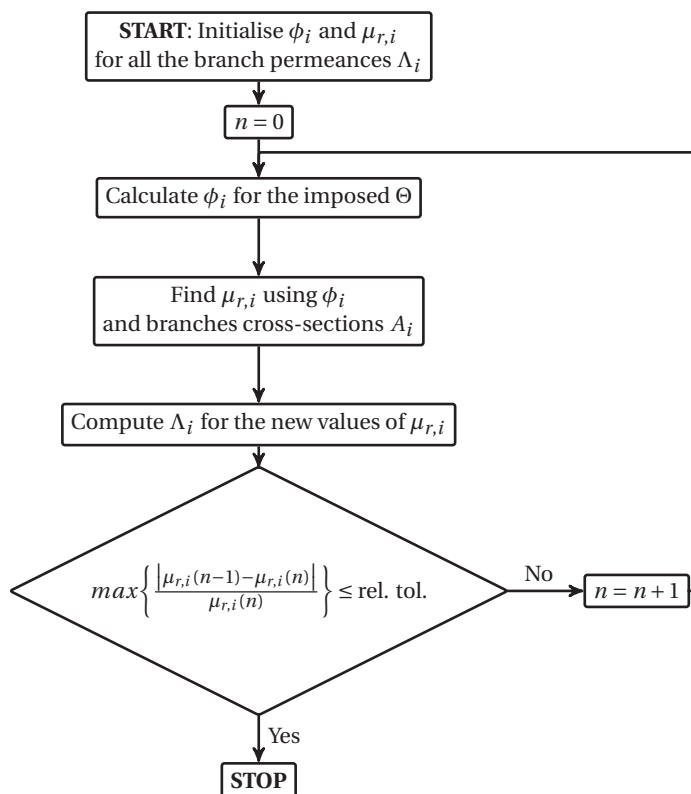 START: Initialise ϕ_i and μ_{r,i}
for all the branch permeances Λ_i
n = 0
Calculate ϕ_i for the imposed Θ
Find μ_{r,i} using ϕ_i
and branches cross-sections A_i
Compute Λ_i for the new values of μ_{r,i}
max{|μ_{r,i}(n−1)−μ_{r,i}(n)| / μ_{r,i}(n)} ≤ rel. tol.
No
n = n + 1
Yes
STOP